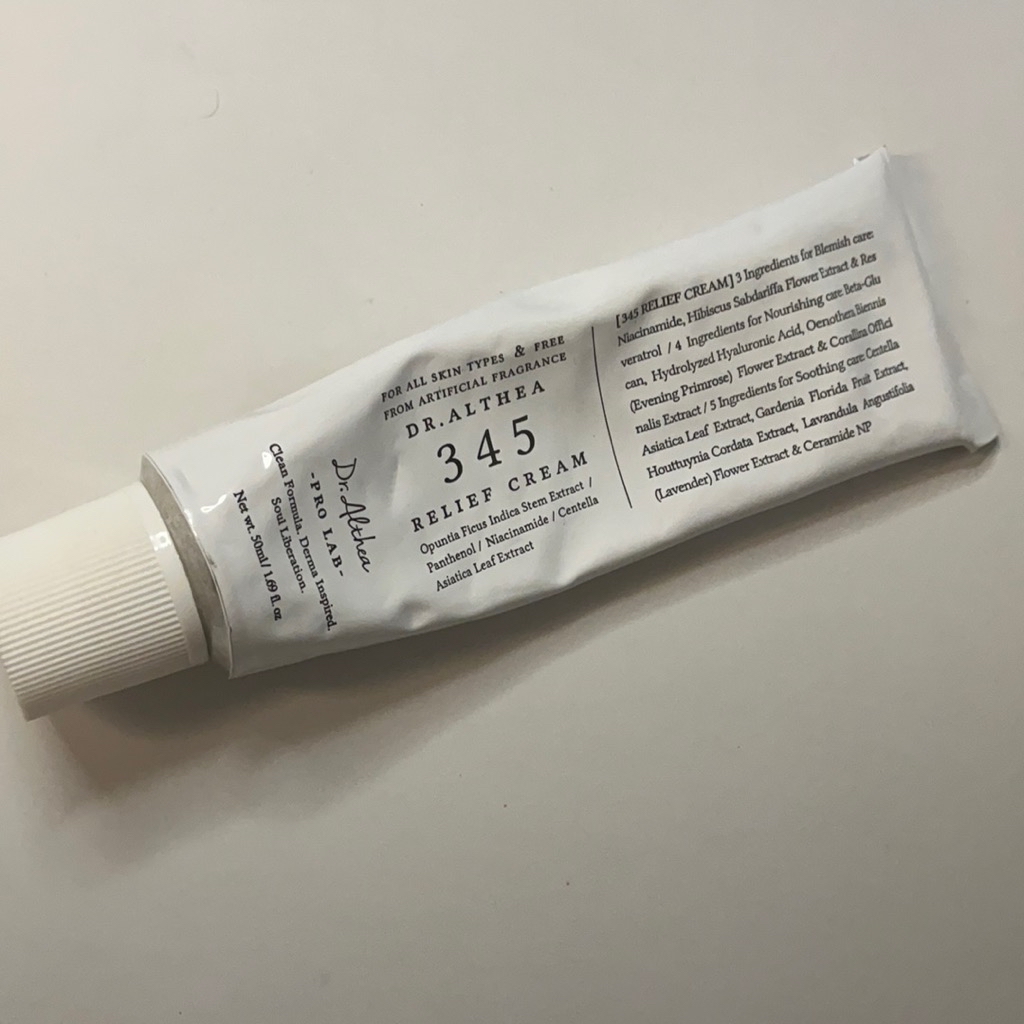 FOR ALL SKIN TYPES & FREE
FROM ARTIFICIAL FRAGRANCE
DR.ALTHEA
345
RELIEF CREAM
Opuntia Ficus Indica Stem Extract /
Panthenol / Niacinamide / Centella
Asiatica Leaf Extract
[345 RELIEF CREAM] 3 Ingredients for Blemish care:
Niacinamide, Hibiscus Sabdariffa Flower Extract & Res
veratrol / 4 Ingredients for Nourishing care: Beta-Glu
can, Hydrolyzed Hyaluronic Acid, Oenothera Biennis
(Evening Primrose) Flower Extract & Corallina Offici
nalis Extract / 5 Ingredients for Soothing care: Centella
Asiatica Leaf Extract, Gardenia Florida Fruit Extract,
Houttuynia Cordata Extract, Lavandula Angustifolia
(Lavender) Flower Extract & Ceramide NP
Dr.Althea
-PRO LAB-
Clean Formula, Derma Inspired.
Soul Liberation.
Net wt. 50ml/ 1.69 fl. oz